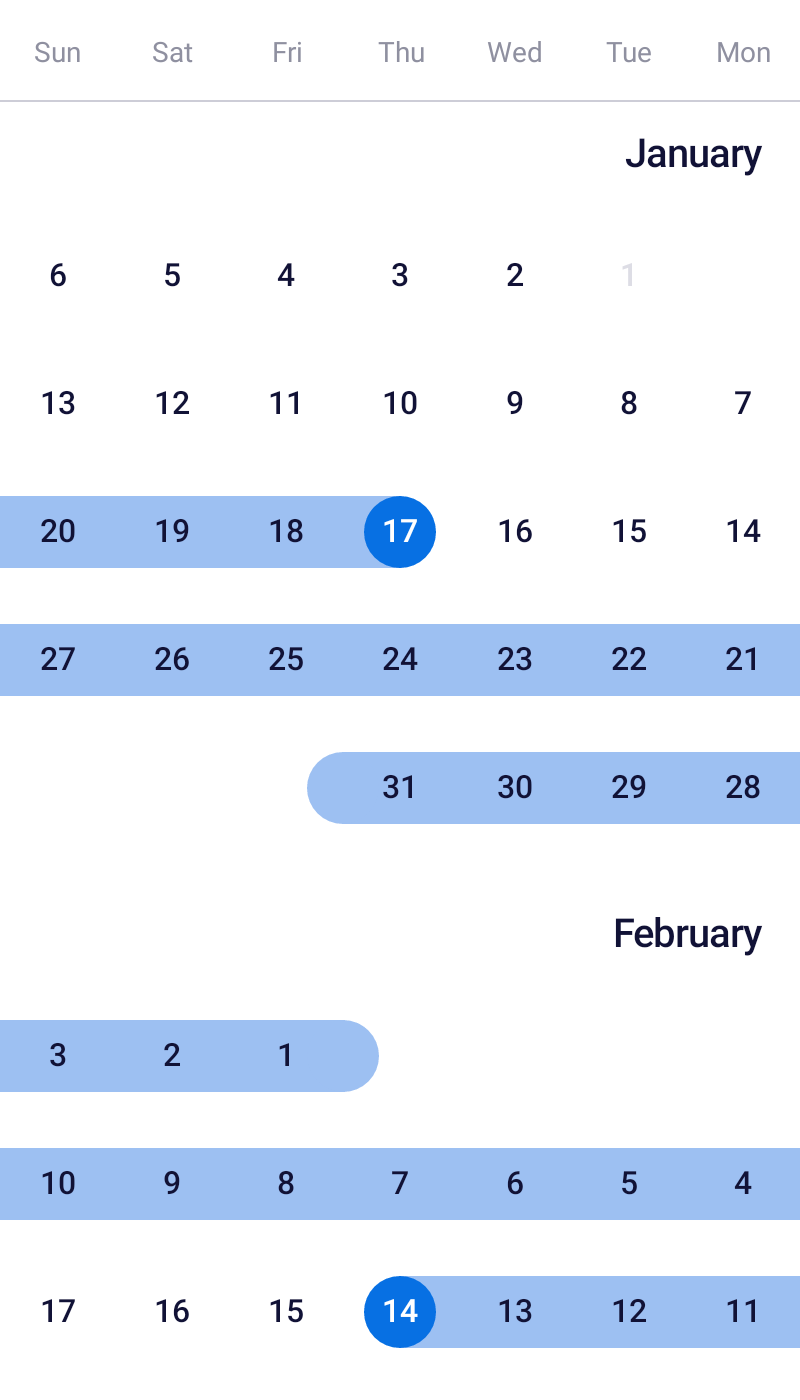 Sun Sat Fri Thu Wed Tue Mon
January
6 5 4 3 2 1
13 12 11 10 9 8 7
20 19 18 17 16 15 14
27 26 25 24 23 22 21
31 30 29 28
February
3 2 1
10 9 8 7 6 5 4
17 16 15 14 13 12 11